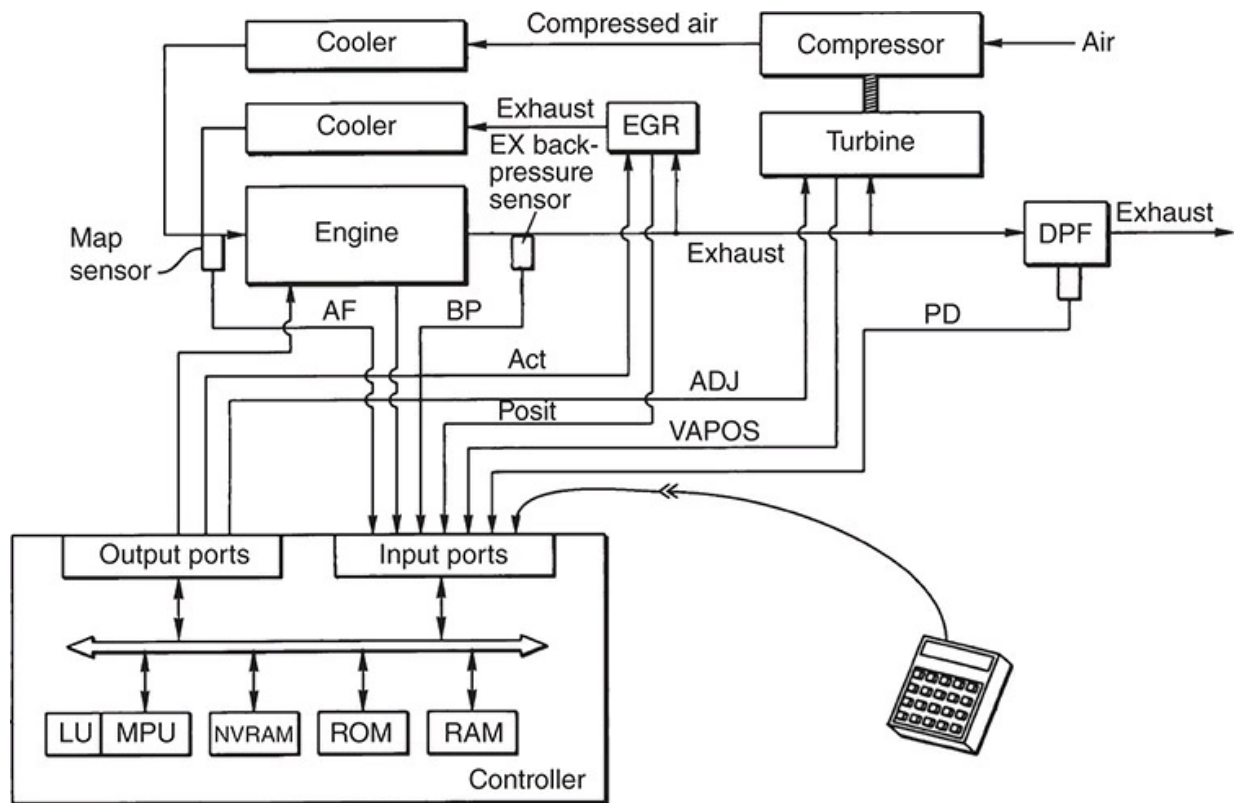 Cooler
Compressed air
Compressor
Air
Cooler
Exhaust
EGR
Turbine
EX back-
pressure
sensor
Map
sensor
Engine
Exhaust
DPF
Exhaust
AF
BP
PD
Act
ADJ
Posit
VAPOS
Output ports
Input ports
LU
MPU
NVRAM
ROM
RAM
Controller